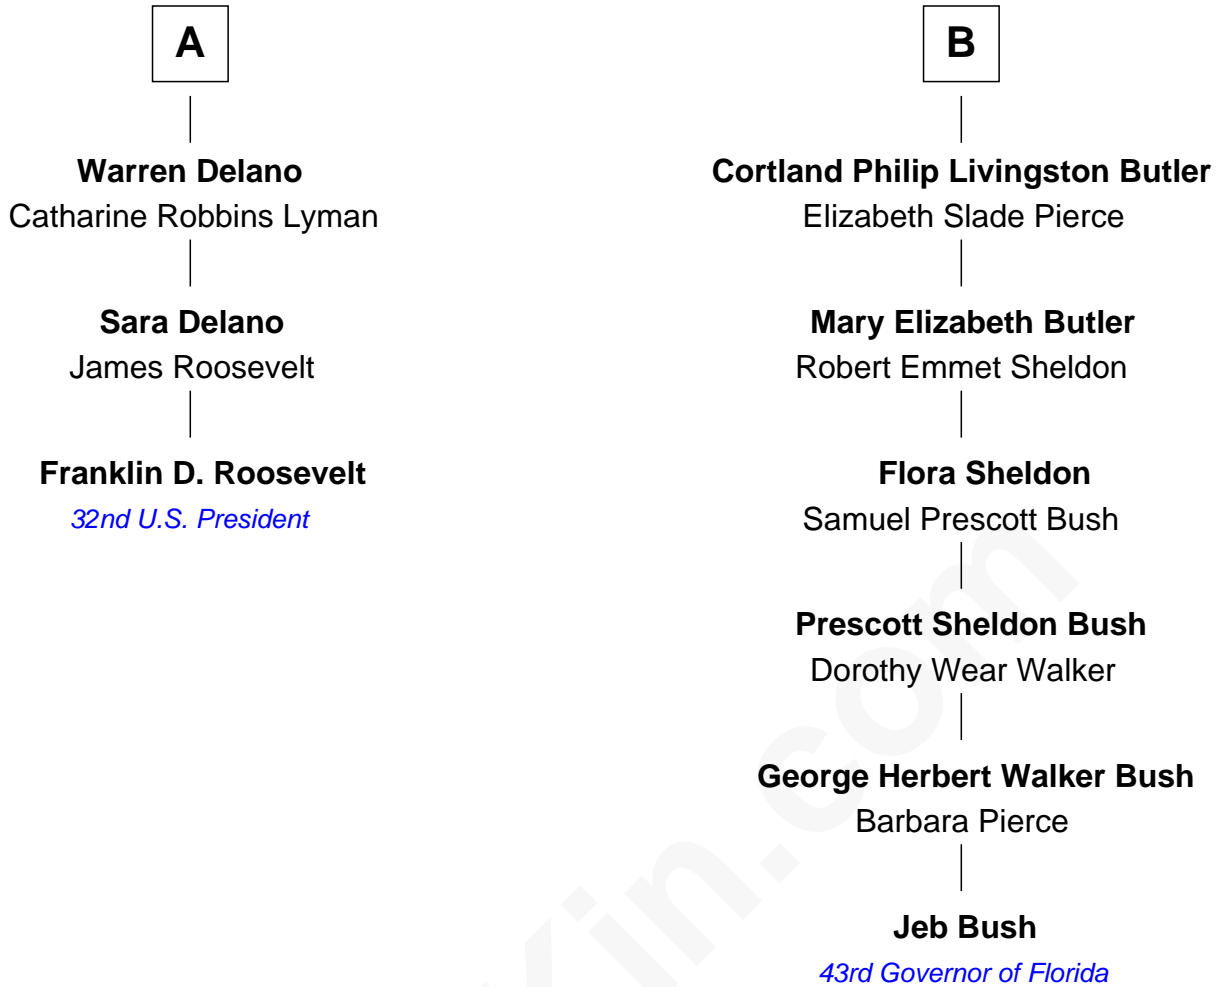 A
Warren Delano
Catharine Robbins Lyman
Sara Delano
James Roosevelt
Franklin D. Roosevelt
32nd U.S. President
B
Cortland Philip Livingston Butler
Elizabeth Slade Pierce
Mary Elizabeth Butler
Robert Emmet Sheldon
Flora Sheldon
Samuel Prescott Bush
Prescott Sheldon Bush
Dorothy Wear Walker
George Herbert Walker Bush
Barbara Pierce
Jeb Bush
43rd Governor of Florida